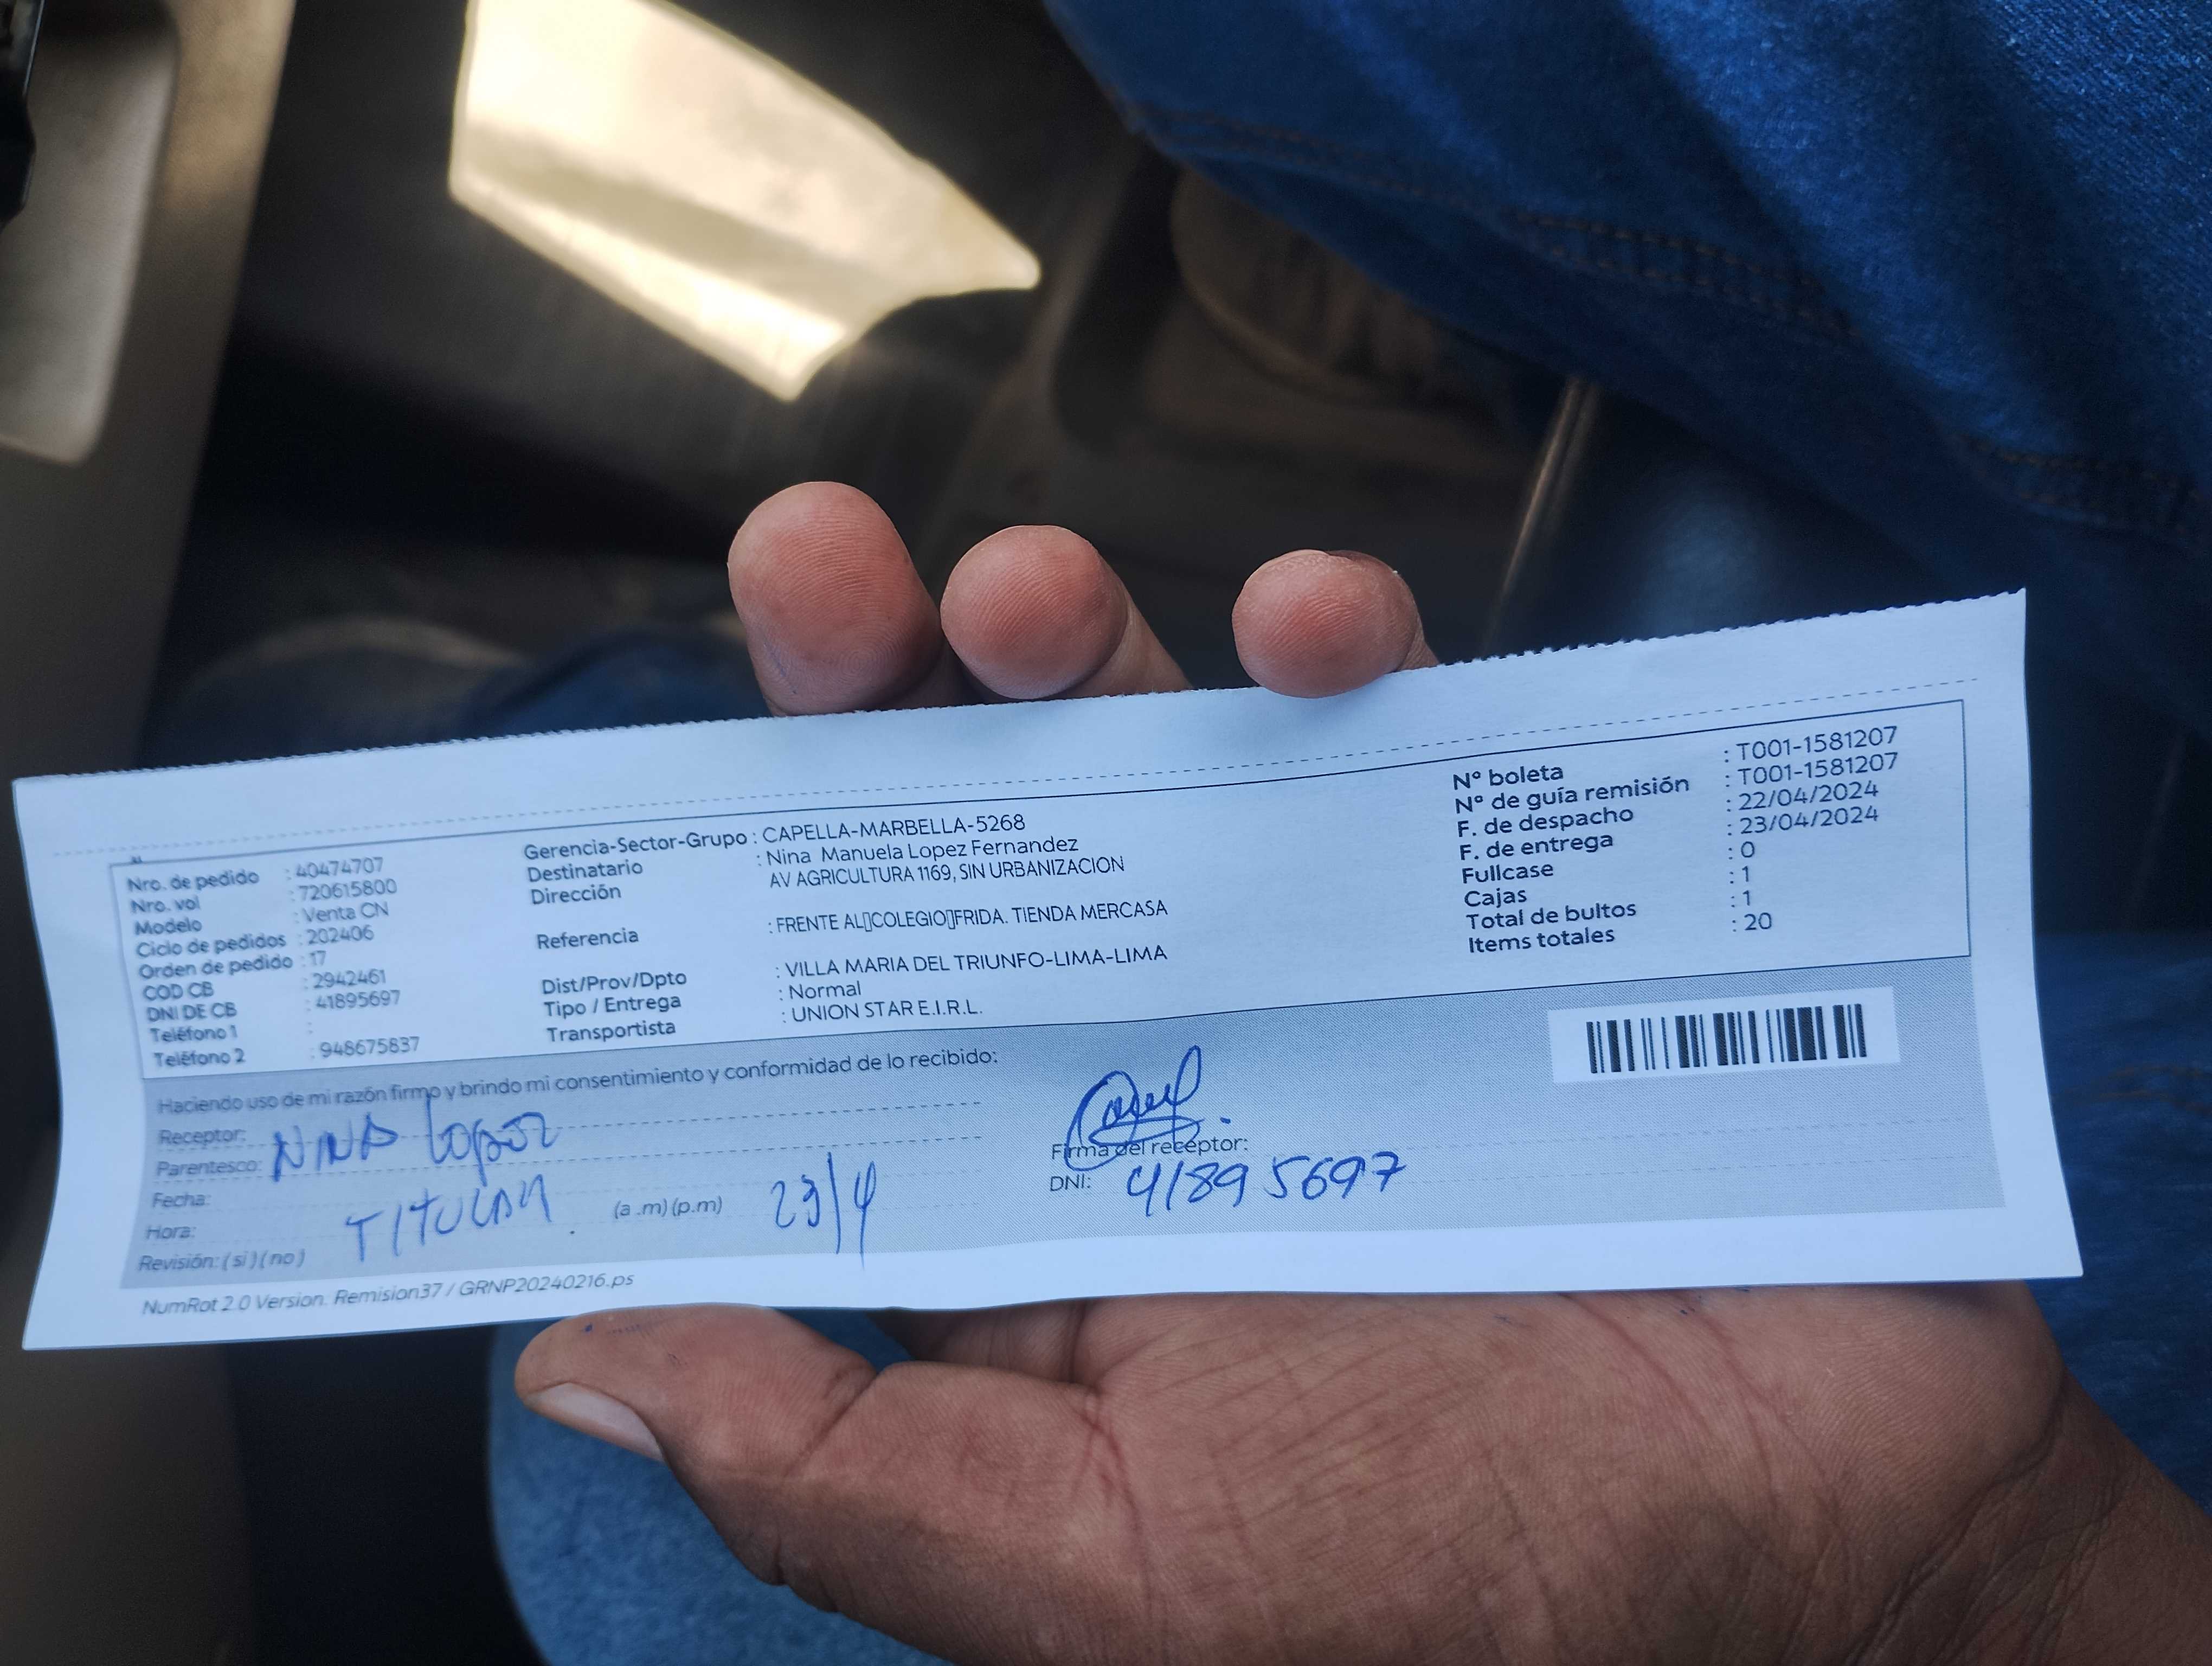 Nro. de pedido : 40474707
Nro. vol : 720615800
Modelo : Venta CN
Ciclo de pedidos : 202406
Orden de pedido : 17
COD CB : 2942461
DNI DE CB : 41895697
Teléfono 1 :
Teléfono 2 : 948675837
Gerencia-Sector-Grupo : CAPELLA-MARBELLA-5268
Destinatario : Nina Manuela Lopez Fernandez
Dirección AV AGRICULTURA 1169, SIN URBANIZACION
Referencia : FRENTE AL▯COLEGIO▯FRIDA. TIENDA MERCASA
Dist/Prov/Dpto : VILLA MARIA DEL TRIUNFO-LIMA-LIMA
Tipo / Entrega : Normal
Transportista : UNION STAR E.I.R.L.
N° boleta : T001-1581207
N° de guía remisión : T001-1581207
F. de despacho : 22/04/2024
F. de entrega : 23/04/2024
Fullcase : 0
Cajas : 1
Total de bultos : 1
Items totales : 20
Haciendo uso de mi razón firmo y brindo mi consentimiento y conformidad de lo recibido:
Receptor: NINA Lopez
Parentesco:
Fecha: TITULAR
Hora: (a .m) (p.m) 23/4
Revisión: ( si ) ( no )
Firma del receptor:
DNI: 41895697
NumRot 2.0 Version: Remision37 / GRNP20240216.ps